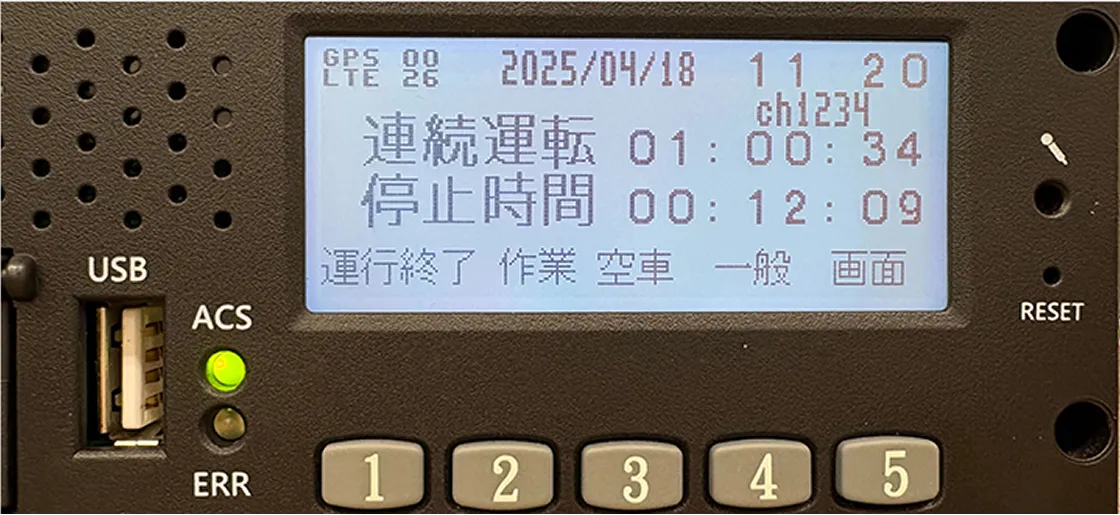 GPS 00
LTE 26
2025/04/18
11 20
ch1234
連続運転 01:00:34
停止時間 00:12:09
運行終了 作業 空車 一般 画面
USB
ACS
ERR
RESET
1 2 3 4 5